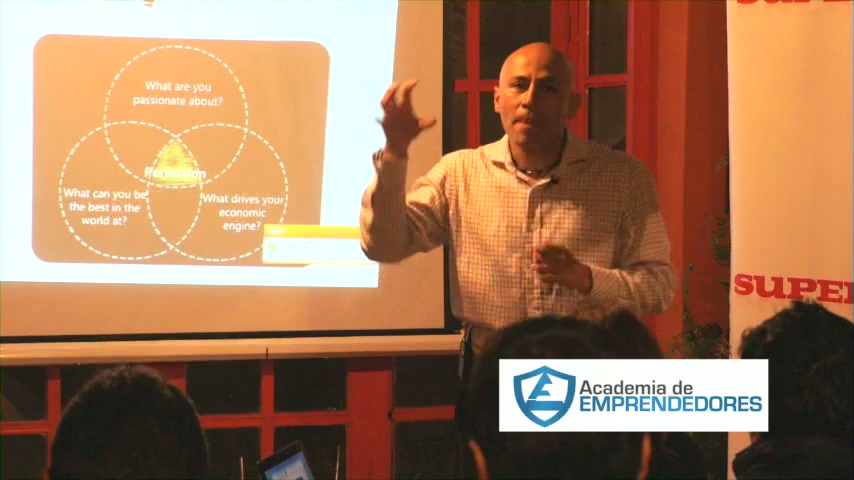 What are you
passionate about?
Perfection
What can you be
the best in the
world at?
What drives your
economic
engine?
SUPER
Academia de
EMPRENDEDORES